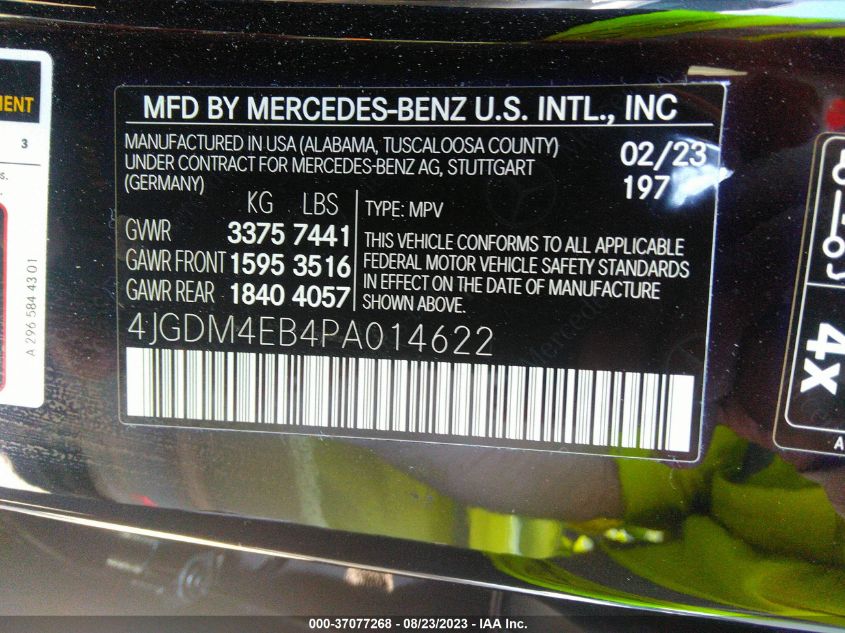 MENT
3
s.
A 296 584 43 01
MFD BY MERCEDES-BENZ U.S. INTL., INC
MANUFACTURED IN USA (ALABAMA, TUSCALOOSA COUNTY)
UNDER CONTRACT FOR MERCEDES-BENZ AG, STUTTGART
(GERMANY)
02/23
197
KG LBS
GVWR 3375 7441
GAWR FRONT 1595 3516
GAWR REAR 1840 4057
TYPE: MPV
THIS VEHICLE CONFORMS TO ALL APPLICABLE
FEDERAL MOTOR VEHICLE SAFETY STANDARDS
IN EFFECT ON THE DATE OF MANUFACTURE
SHOWN ABOVE.
4JGDM4EB4PA014622
4x
A
000-37077268 - 08/23/2023 - IAA Inc.